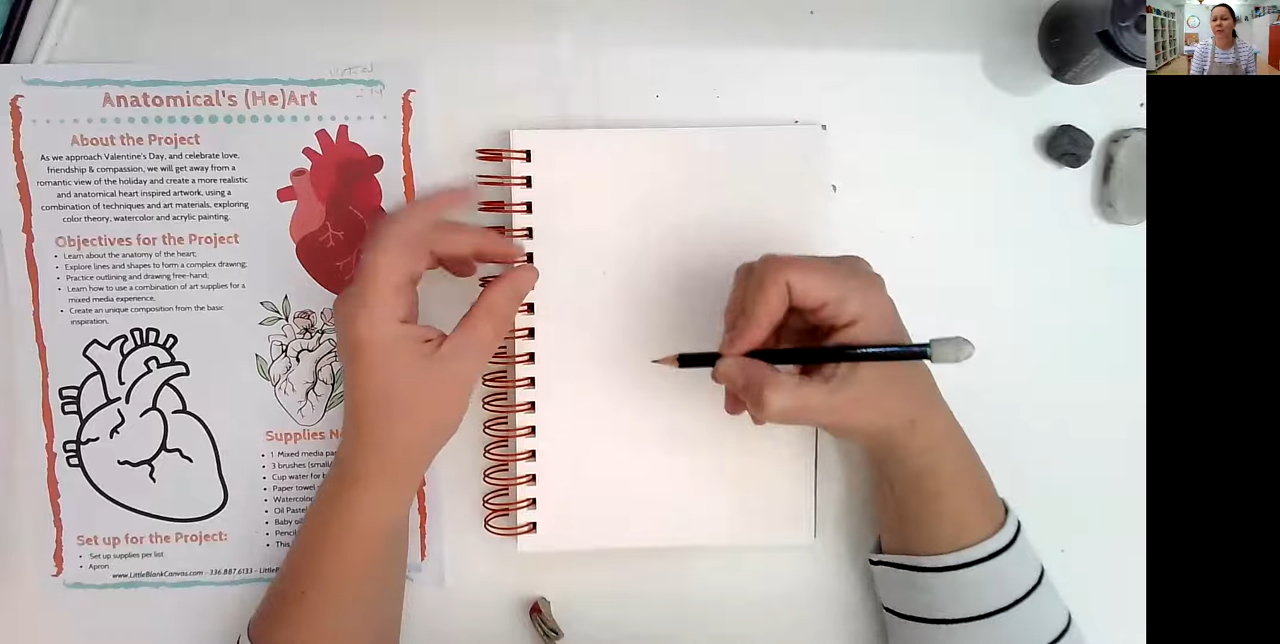 Anatomical's (He)Art
About the Project
As we approach Valentine's Day, and celebrate love,
friendship & compassion, we will get away from a
romantic view of the holiday and create a more realistic
and anatomical heart inspired artwork, using a
combination of techniques and art materials, exploring
color theory, watercolor and acrylic painting.
Objectives for the Project
Learn about the anatomy of the heart;
Explore lines and shapes to form a complex drawing;
Practice outlining and drawing free-hand;
Learn how to use a combination of art supplies for a
mixed media experience,
Create an unique composition from the basic
inspiration,
Supplies
1 Mixed media
3 brushes (small/
Cup water for
Paper towel
Oil Pastel
Baby oil
Pencil
This
Set up for the Project:
Set up supplies per list
Apron
www.LittleBlankCanvas.com - 336.887.6133 -